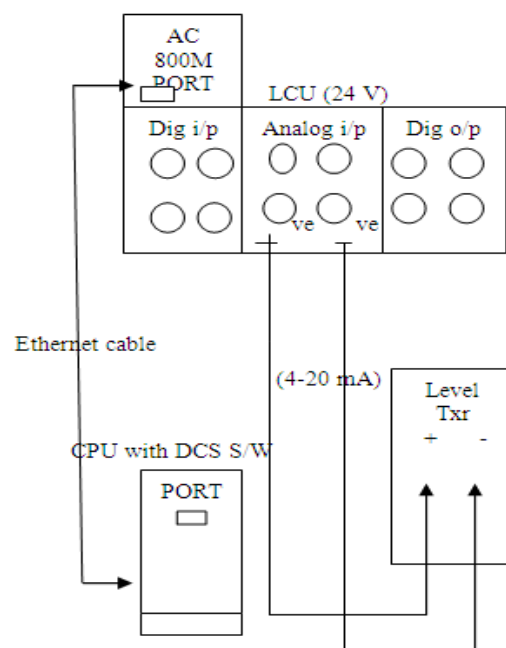 AC
800M
PORT
LCU (24 V)
Dig i/p
Analog i/p
Dig o/p
+ ve
- ve
Ethernet cable
(4-20 mA)
Level
Txr
+ -
CPU with DCS S/W
PORT